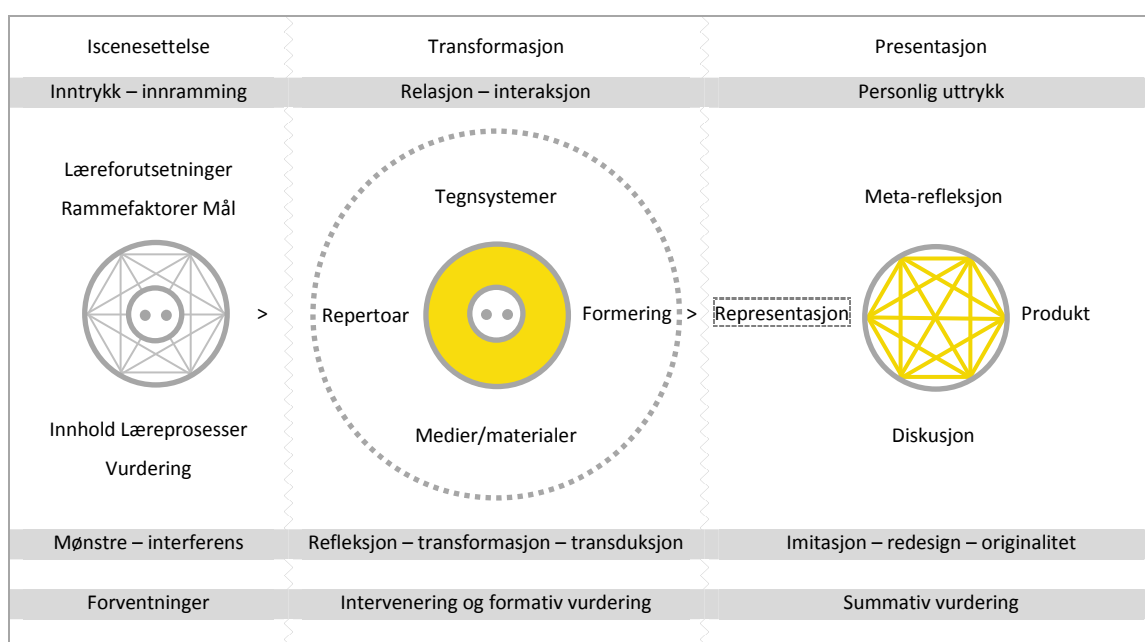 Iscenesettelse
Transformasjon
Presentasjon
Inntrykk – innramming
Relasjon – interaksjon
Personlig uttrykk
Læreforutsetninger
Rammefaktorer Mål
>
Innhold Læreprosesser
Vurdering
Tegnsystemer
Repertoar
Formering
>
Medier/materialer
Meta-refleksjon
Representasjon
Produkt
Diskusjon
Mønstre – interferens
Refleksjon – transformasjon – transduksjon
Imitasjon – redesign – originalitet
Forventninger
Intervenering og formativ vurdering
Summativ vurdering